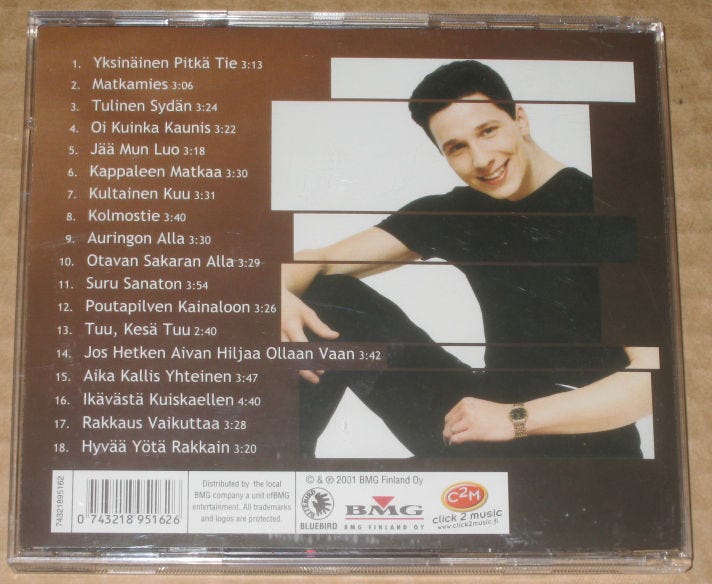 1. Yksinäinen Pitkä Tie 3:13
2. Matkamies 3:06
3. Tulinen Sydän 3:24
4. Oi Kuinka Kaunis 3:22
5. Jää Mun Luo 3:18
6. Kappaleen Matkaa 3:30
7. Kultainen Kuu 3:31
8. Kolmostie 3:40
9. Auringon Alla 3:30
10. Otavan Sakaran Alla 3:29
11. Suru Sanaton 3:54
12. Poutapilven Kainaloon 3:26
13. Tuu, Kesä Tuu 2:40
14. Jos Hetken Aivan Hiljaa Ollaan Vaan 3:42
15. Aika Kallis Yhteinen 3:47
16. Ikävästä Kuiskaellen 4:40
17. Rakkaus Vaikuttaa 3:28
18. Hyvää Yötä Rakkain 3:20
74321895162
0 743218 951626
Distributed by the local
BMG company a unit ofBMG
entertainment. All trademarks
and logos are protected.
© & ℗ 2001 BMG Finland Oy
BLUEBIRD
BLUEBIRD
BMG
BMG FINLAND OY
C2M
click 2 music
www.click2music.fi